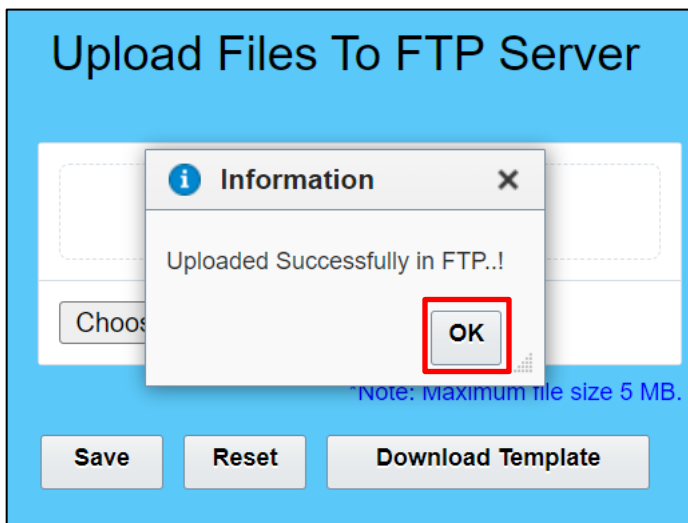 Upload Files To FTP Server
Information
Uploaded Successfully in FTP..!
OK
Choos
*Note: Maximum file size 5 MB.
Save Reset Download Template